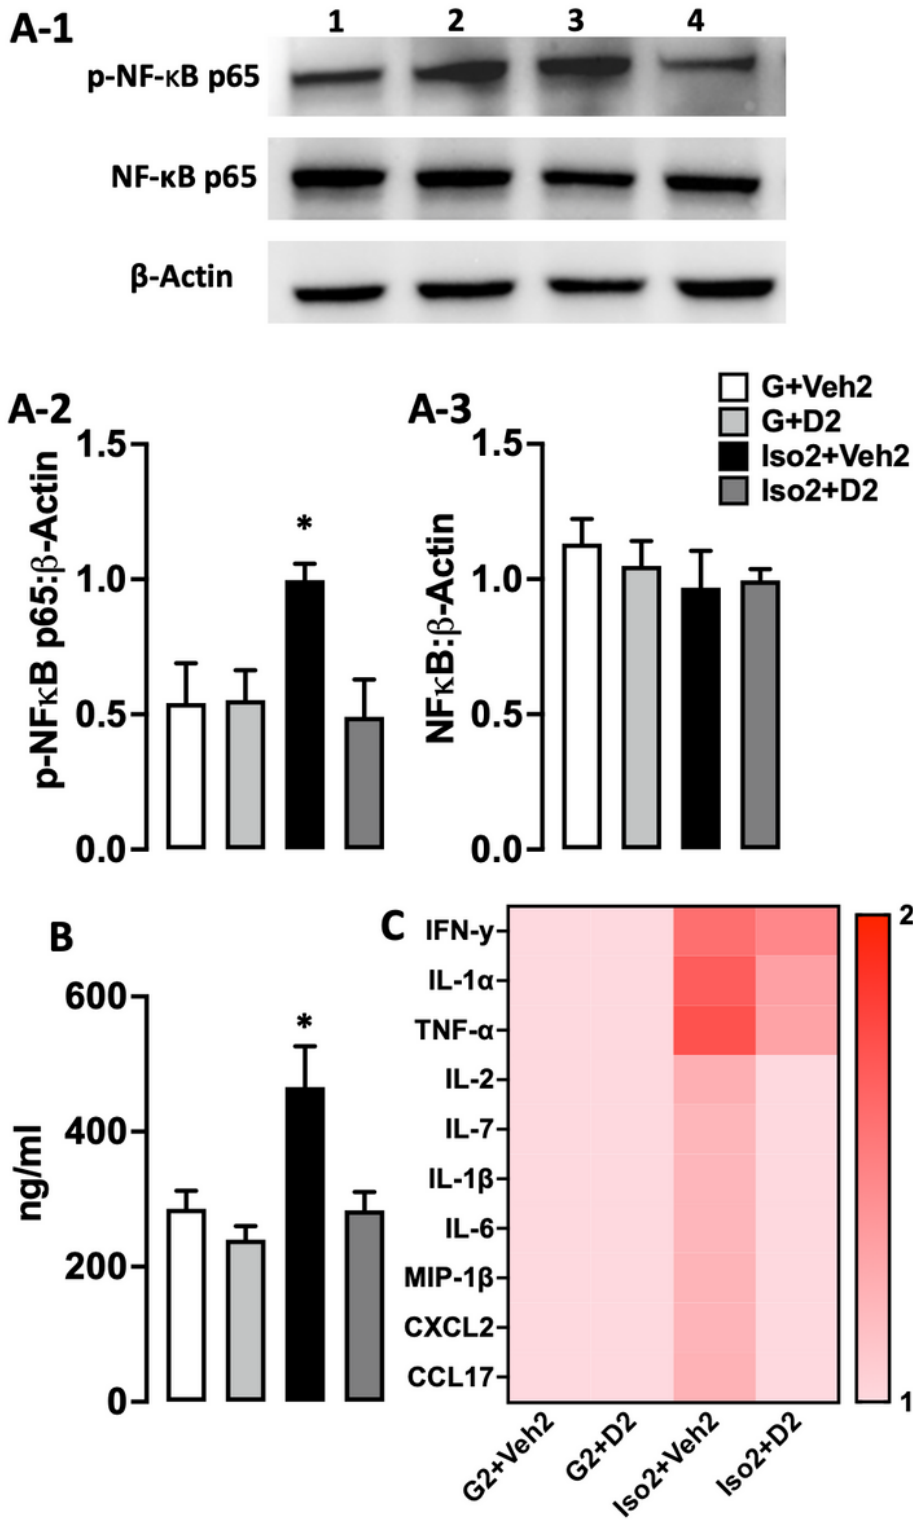 A-1
1 2 3 4
p-NF-κB p65
NF-κB p65
β-Actin
G+Veh2
G+D2
Iso2+Veh2
Iso2+D2
A-2
p-NFκB p65:β-Actin
1.5
1.0
0.5
0.0
*
A-3
NFκB:β-Actin
1.5
1.0
0.5
0.0
B
ng/ml
600
400
200
0
*
C
IFN-y
IL-1α
TNF-α
IL-2
IL-7
IL-1β
IL-6
MIP-1β
CXCL2
CCL17
G2+Veh2
G2+D2
Iso2+Veh2
Iso2+D2
2
1